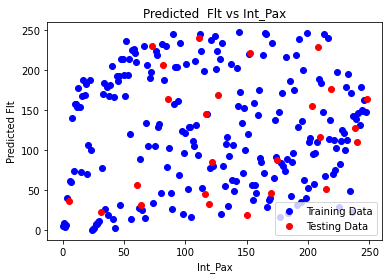 Predicted  Flt vs Int_Pax
250
200
150
100
50
0
Predicted Flt
0
50
100
150
200
250
Int_Pax
Training Data
Testing Data